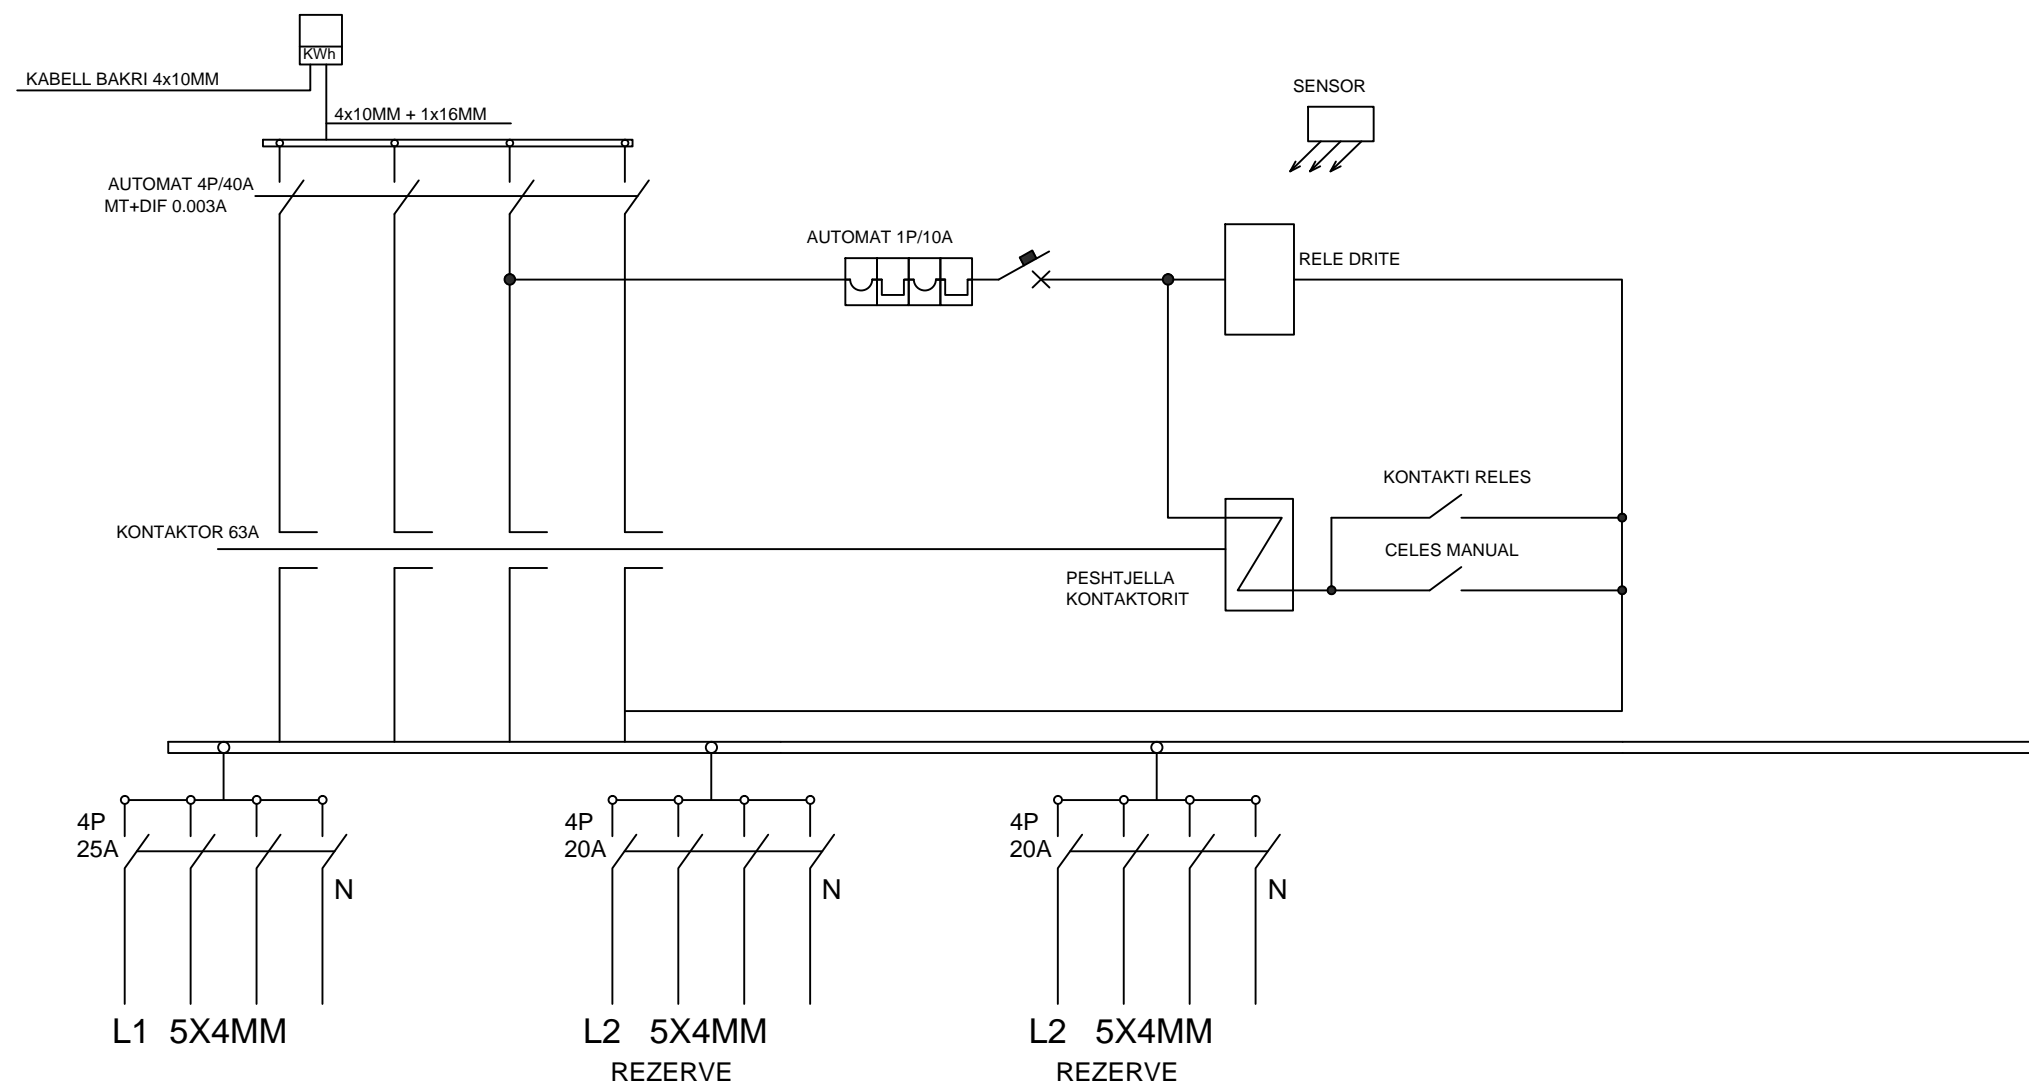 KWh
KABELL BAKRI 4x10MM
4x10MM + 1x16MM
SENSOR
AUTOMAT 4P/40A
MT+DIF 0.003A
AUTOMAT 1P/10A
RELE DRITE
KONTAKTI RELES
KONTAKTOR 63A
CELES MANUAL
PESHTJELLA
KONTAKTORIT
4P
25A
N
4P
20A
N
4P
20A
N
L1 5X4MM
L2 5X4MM
REZERVE
L2 5X4MM
REZERVE